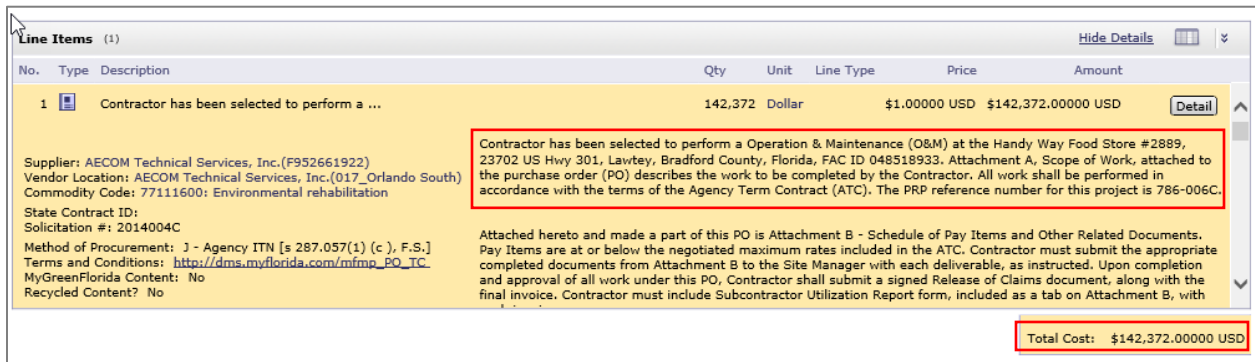 Line Items (1) Hide Details
No. Type Description Qty Unit Line Type Price Amount
1 Contractor has been selected to perform a ... 142,372 Dollar $1.00000 USD $142,372.00000 USD Detail
Supplier: AECOM Technical Services, Inc.(F952661922)
Vendor Location: AECOM Technical Services, Inc.(017_Orlando South)
Commodity Code: 77111600: Environmental rehabilitation
State Contract ID:
Solicitation #: 2014004C
Method of Procurement: J - Agency ITN [s 287.057(1) (c ), F.S.]
Terms and Conditions: http://dms.myflorida.com/mfmp_PO_TC
MyGreenFlorida Content: No
Recycled Content? No
Contractor has been selected to perform a Operation & Maintenance (O&M) at the Handy Way Food Store #2889,
23702 US Hwy 301, Lawtey, Bradford County, Florida, FAC ID 048518933. Attachment A, Scope of Work, attached to
the purchase order (PO) describes the work to be completed by the Contractor. All work shall be performed in
accordance with the terms of the Agency Term Contract (ATC). The PRP reference number for this project is 786-006C.
Attached hereto and made a part of this PO is Attachment B - Schedule of Pay Items and Other Related Documents.
Pay Items are at or below the negotiated maximum rates included in the ATC. Contractor must submit the appropriate
completed documents from Attachment B to the Site Manager with each deliverable, as instructed. Upon completion
and approval of all work under this PO, Contractor shall submit a signed Release of Claims document, along with the
final invoice. Contractor must include Subcontractor Utilization Report form, included as a tab on Attachment B, with
Total Cost: $142,372.00000 USD